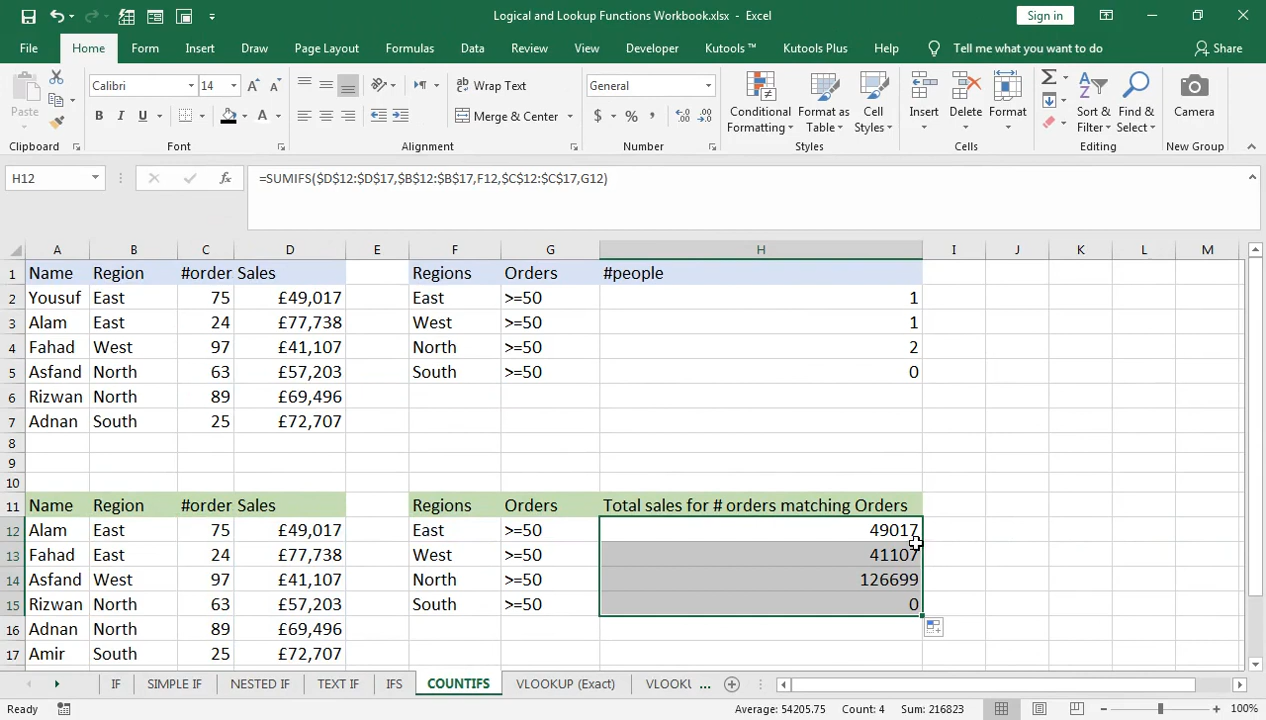 Logical and Lookup Functions Workbook.xlsx - Excel
Sign in
File Home Form Insert Draw Page Layout Formulas Data Review View Developer Kutools ™ Kutools Plus Help Tell me what you want to do Share
Paste
Calibri 14
B I U A
Wrap Text
Merge & Center
General
$ % ,
Conditional Formatting
Format as Table
Cell Styles
Insert
Delete
Format
Sort & Filter
Find & Select
Camera
Clipboard Font Alignment Number Styles Cells Editing New Group
H12 fx =SUMIFS($D$12:$D$17,$B$12:$B$17,F12,$C$12:$C$17,G12)
A B C D E F G H I J K L M
1 Name Region #order Sales Regions Orders #people
2 Yousuf East 75 £49,017 East >=50 1
3 Alam East 24 £77,738 West >=50 1
4 Fahad West 97 £41,107 North >=50 2
5 Asfand North 63 £57,203 South >=50 0
6 Rizwan North 89 £69,496
7 Adnan South 25 £72,707
8
9
10
11 Name Region #order Sales Regions Orders Total sales for # orders matching Orders
12 Alam East 75 £49,017 East >=50 49017
13 Fahad East 24 £77,738 West >=50 41107
14 Asfand West 97 £41,107 North >=50 126699
15 Rizwan North 63 £57,203 South >=50 0
16 Adnan North 89 £69,496
17 Amir South 25 £72,707
IF SIMPLE IF NESTED IF TEXT IF IFS COUNTIFS VLOOKUP (Exact) VLOOKU ...
Average: 54205.75 Count: 4 Sum: 216823 100%